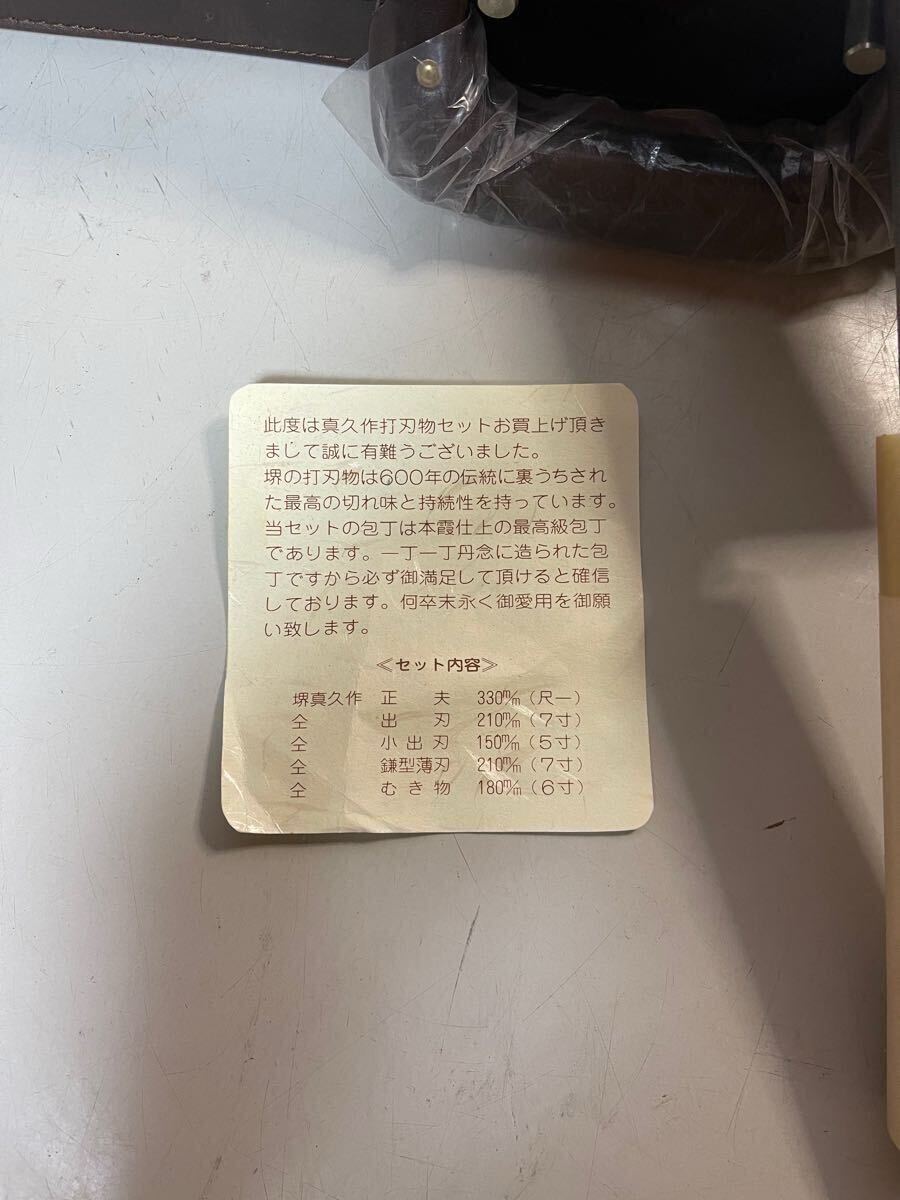 此度は真久作打刃物セットお買上げ頂き
まして誠に有難うございました。
堺の打刃物は600年の伝統に裏うちされ
た最高の切れ味と持続性を持っています。
当セットの包丁は本霞仕上の最高級包丁
であります。一丁一丁丹念に造られた包
丁ですから必ず御満足して頂けると確信
しております。何卒末永く御愛用を御願
い致します。
≪セット内容≫
堺真久作 正夫 330㎜(尺一)
仝 出刃 210㎜(7寸)
仝 小出刃 150㎜(5寸)
仝 鎌型薄刃 210㎜(7寸)
仝 むき物 180㎜(6寸)